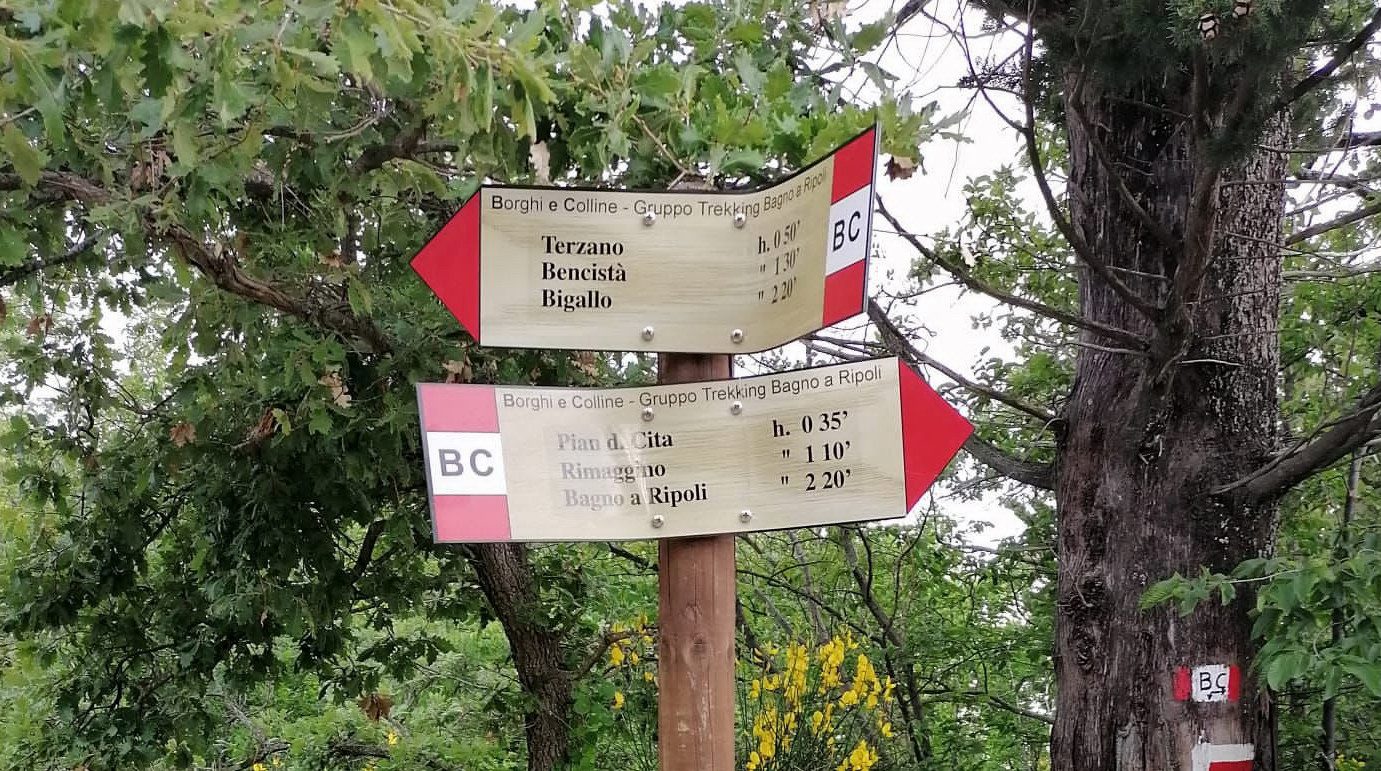 Borghi e Colline - Gruppo Trekking Bagno a Ripoli
Terzano h. 0 50'
Bencistà " 1 30'
Bigallo " 2 20'
BC
Borghi e Colline - Gruppo Trekking Bagno a Ripoli
BC
Pian d. Cita h. 0 35'
Rimaggino " 1 10'
Bagno a Ripoli " 2 20'
BC